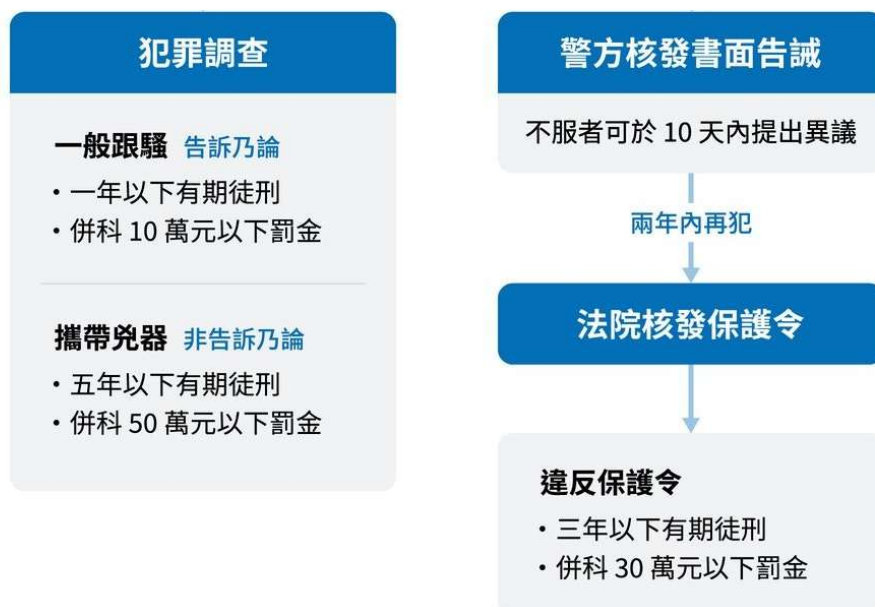 犯罪調查
一般跟騷 告訴乃論
・一年以下有期徒刑
・併科 10 萬元以下罰金
攜帶兇器 非告訴乃論
・五年以下有期徒刑
・併科 50 萬元以下罰金
警方核發書面告誡
不服者可於 10 天內提出異議
兩年內再犯
法院核發保護令
違反保護令
・三年以下有期徒刑
・併科 30 萬元以下罰金